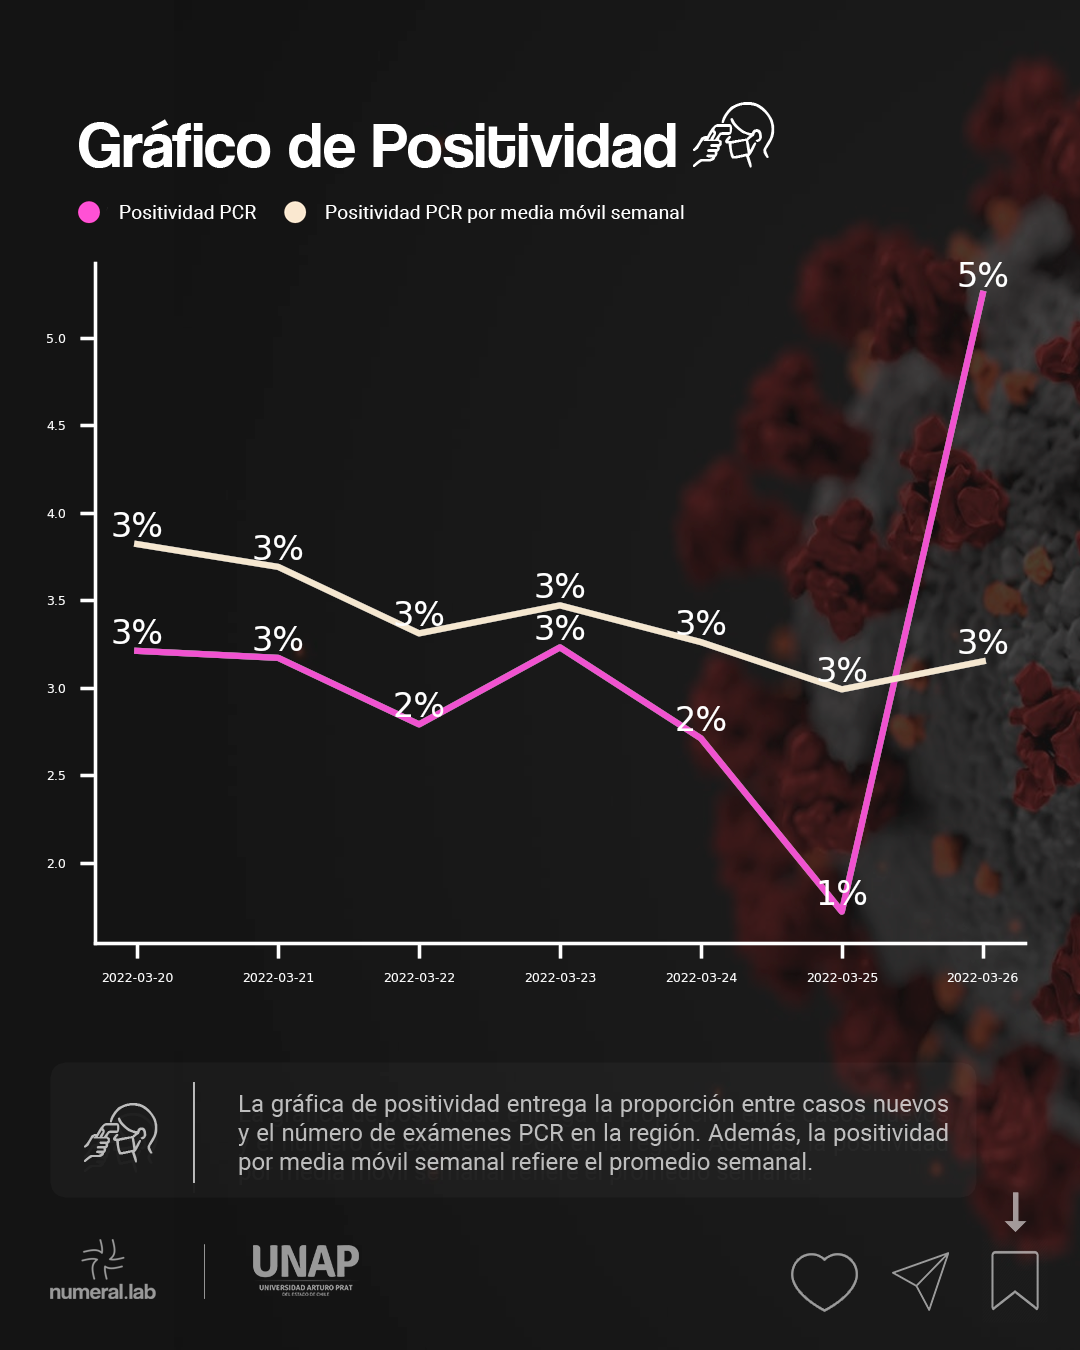 Gráfico de Positividad
Positividad PCR Positividad PCR por media móvil semanal
5%
5.0
4.5
4.0
3% 3% 3% 3% 3% 3% 3%
3.5
3% 3% 2% 3% 2% 1%
3.0
2.5
2.0
2022-03-20 2022-03-21 2022-03-22 2022-03-23 2022-03-24 2022-03-25 2022-03-26
La gráfica de positividad entrega la proporción entre casos nuevos
y el número de exámenes PCR en la región. Además, la positividad
por media móvil semanal refiere el promedio semanal.
numeral.lab
UNAP
UNIVERSIDAD ARTURO PRAT
DEL ESTADO DE CHILE